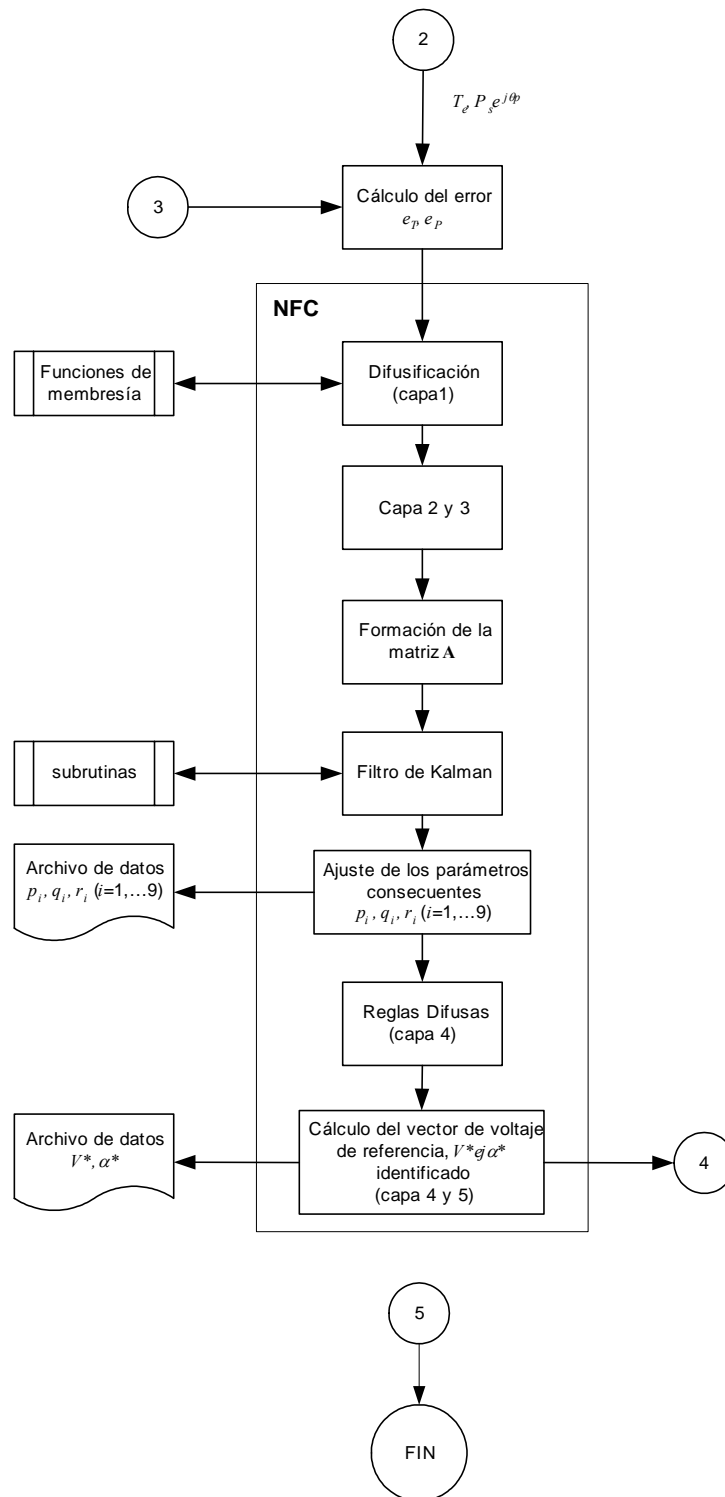 2
T_e, P_s e^{jθp}
3
Cálculo del error
e_T, e_P
NFC
Funciones de
membresía
Difusificación
(capa1)
Capa 2 y 3
Formación de la
matriz A
subrutinas
Filtro de Kalman
Archivo de datos
p_i, q_i, r_i (i=1,...9)
Ajuste de los parámetros
consecuentes
p_i, q_i, r_i (i=1,...9)
Reglas Difusas
(capa 4)
Archivo de datos
V*, α*
Cálculo del vector de voltaje
de referencia, V*ejα*
identificado
(capa 4 y 5)
4
5
FIN